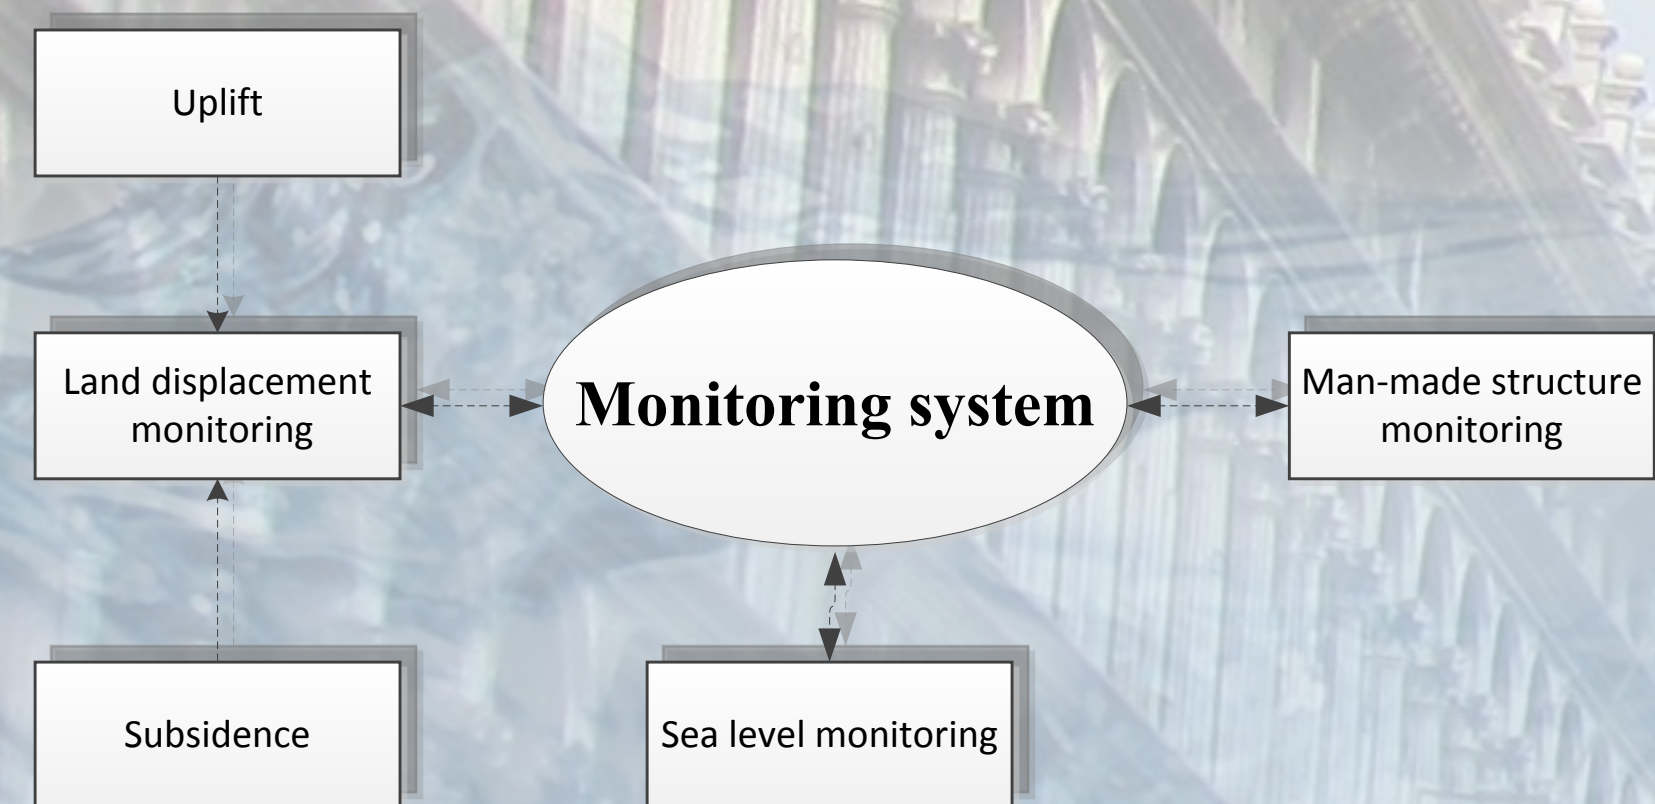 Uplift
Land displacement
monitoring
Monitoring system
Man-made structure
monitoring
Subsidence
Sea level monitoring